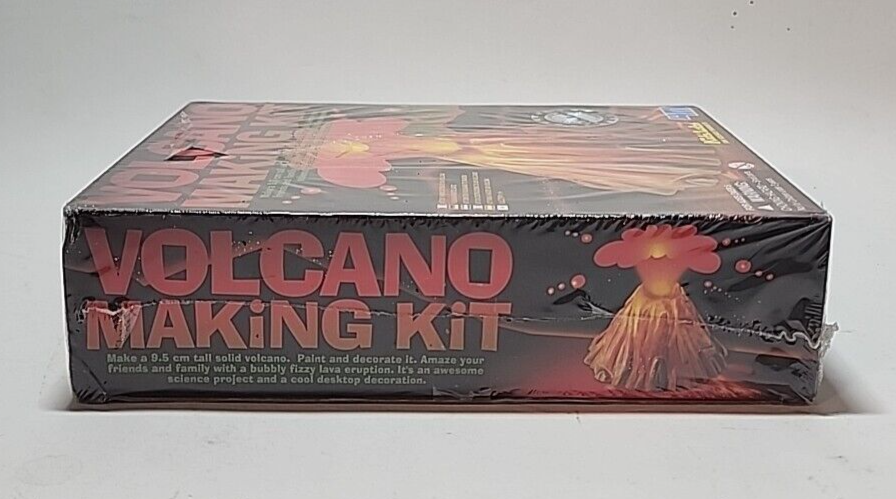 VOLCANO
MAKING KIT
VOLCANO
MAKiNG KiT
Make a 9.5 cm tall solid volcano. Paint and decorate it. Amaze your
friends and family with a bubbly fizzy lava eruption. It's an awesome
science project and a cool desktop decoration.